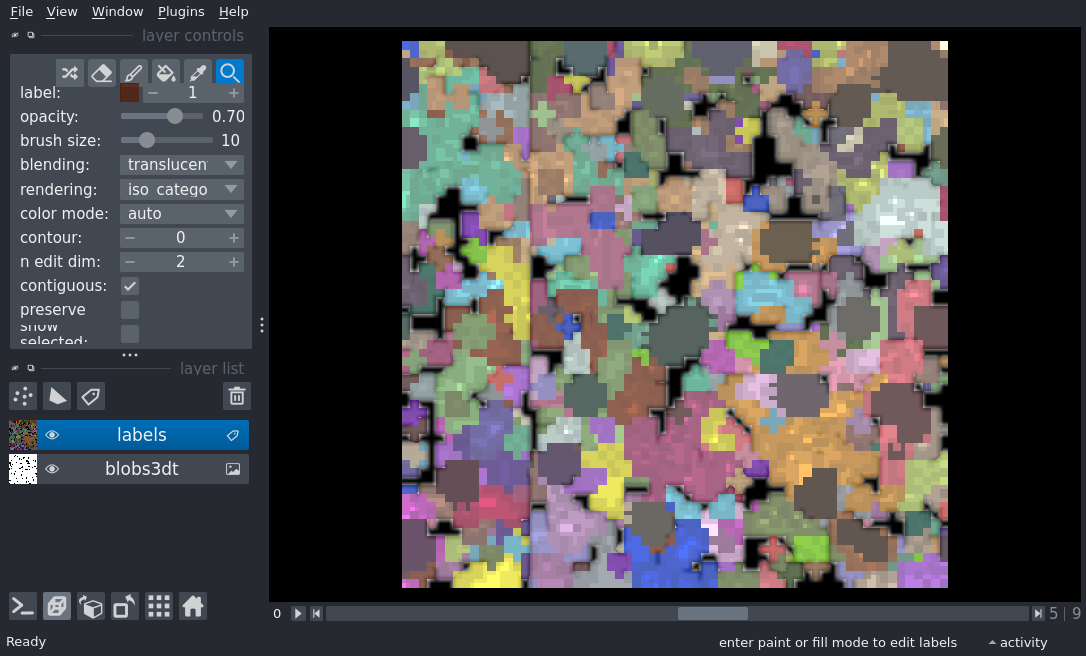 File View Window Plugins Help
layer controls
label: 1
opacity: 0.70
brush size: 10
blending: translucen
rendering: iso_catego
color mode: auto
contour: 0
n edit dim: 2
contiguous:
preserve
show
selected:
layer list
labels
blobs3dt
0 5 | 9
Ready enter paint or fill mode to edit labels activity